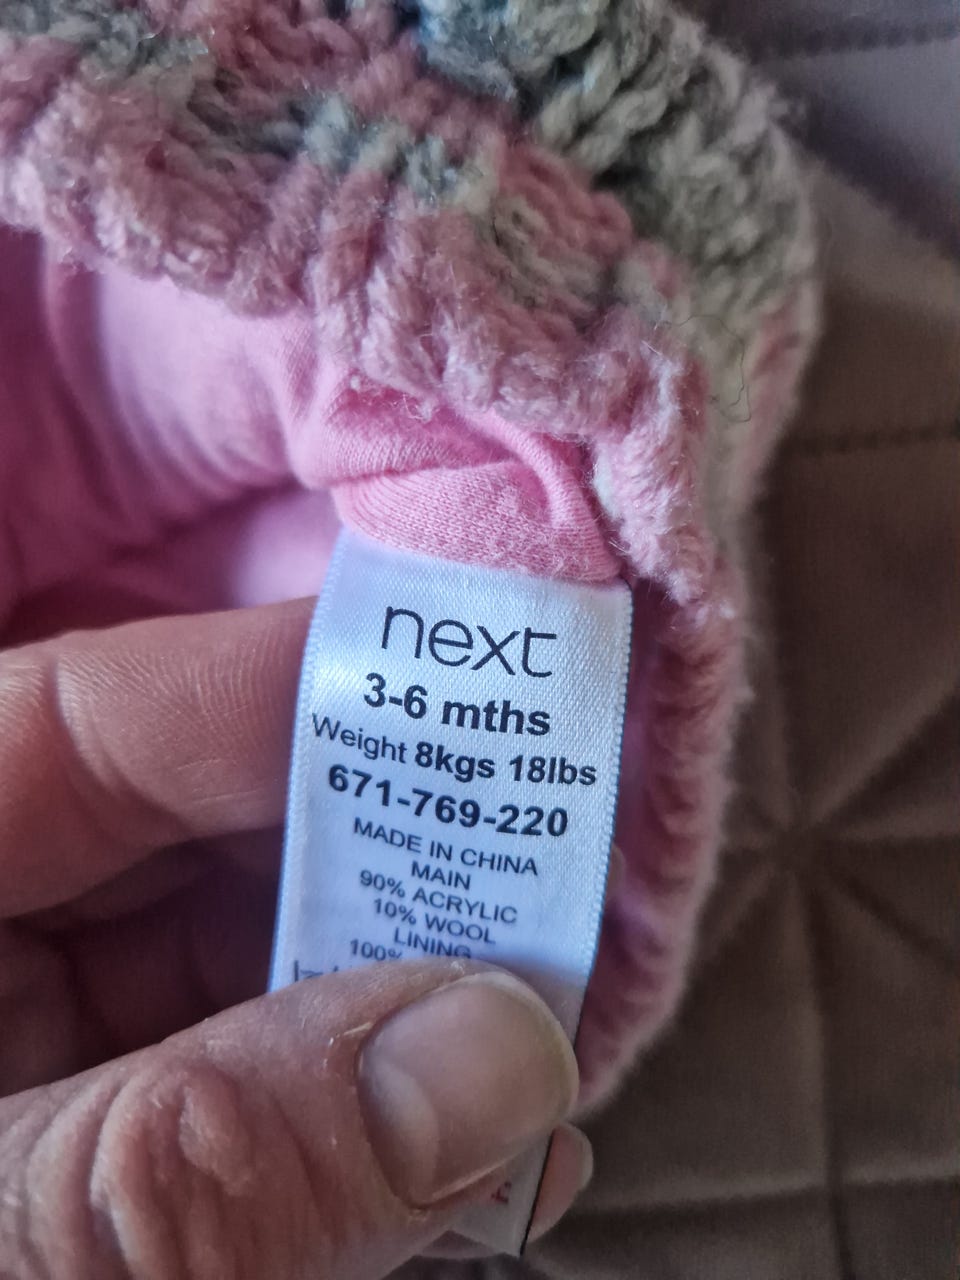 next
3-6 mths
Weight 8kgs 18lbs
671-769-220
MADE IN CHINA
MAIN
90% ACRYLIC
10% WOOL
LINING
100%